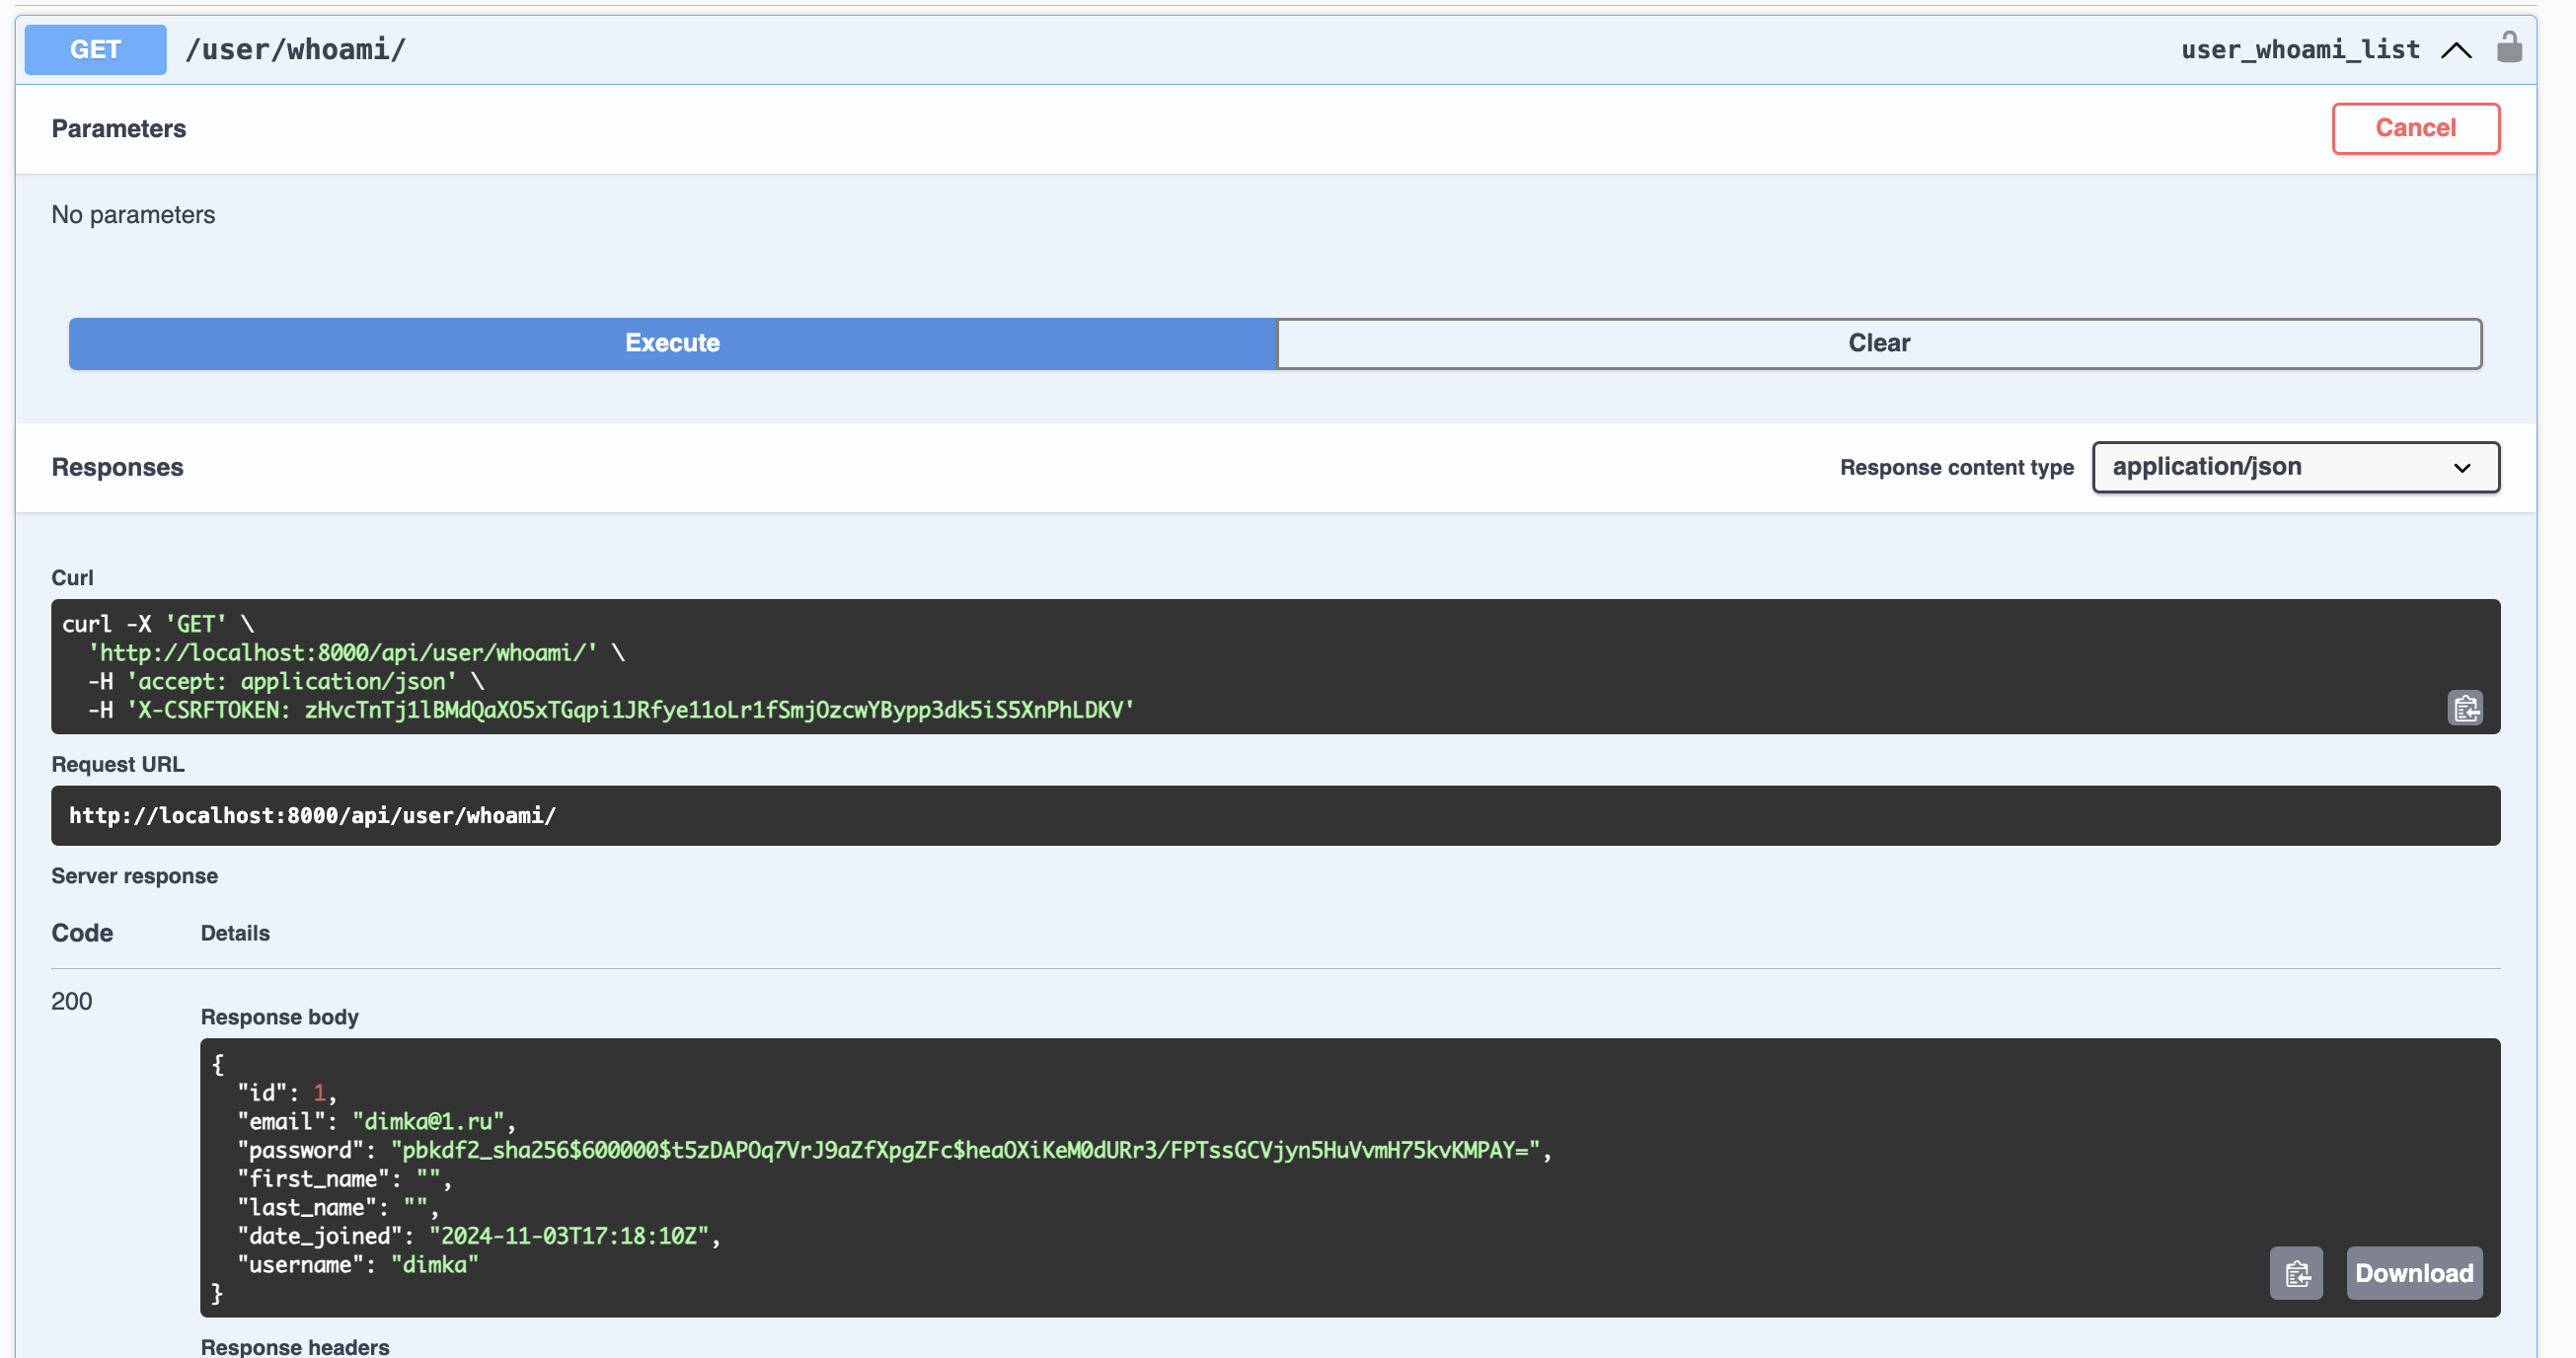 GET /user/whoami/ user_whoami_list
Parameters Cancel
No parameters
Execute Clear
Responses Response content type application/json
Curl
curl -X 'GET' \
  'http://localhost:8000/api/user/whoami/' \
  -H 'accept: application/json' \
  -H 'X-CSRFTOKEN: zHvcTnTj1lBMdQaXO5xTGqpi1JRfye11oLr1fSmjOzcwYBypp3dk5iS5XnPhLDKV'
Request URL
http://localhost:8000/api/user/whoami/
Server response
Code Details
200
Response body
{
  "id": 1,
  "email": "dimka@1.ru",
  "password": "pbkdf2_sha256$600000$t5zDAPOq7VrJ9aZfXpgZFc$heaOXiKeM0dURr3/FPTssGCVjyn5HuVvmH75kvKMPAY=",
  "first_name": "",
  "last_name": "",
  "date_joined": "2024-11-03T17:18:10Z",
  "username": "dimka"
}
Download
Response headers